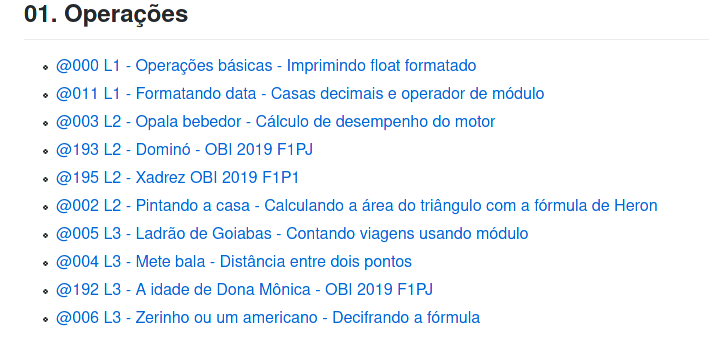 01. Operações
@000 L1 - Operações básicas - Imprimindo float formatado
@011 L1 - Formatando data - Casas decimais e operador de módulo
@003 L2 - Opala bebedor - Cálculo de desempenho do motor
@193 L2 - Dominó - OBI 2019 F1PJ
@195 L2 - Xadrez OBI 2019 F1P1
@002 L2 - Pintando a casa - Calculando a área do triângulo com a fórmula de Heron
@005 L3 - Ladrão de Goiabas - Contando viagens usando módulo
@004 L3 - Mete bala - Distância entre dois pontos
@192 L3 - A idade de Dona Mônica - OBI 2019 F1PJ
@006 L3 - Zerinho ou um americano - Decifrando a fórmula